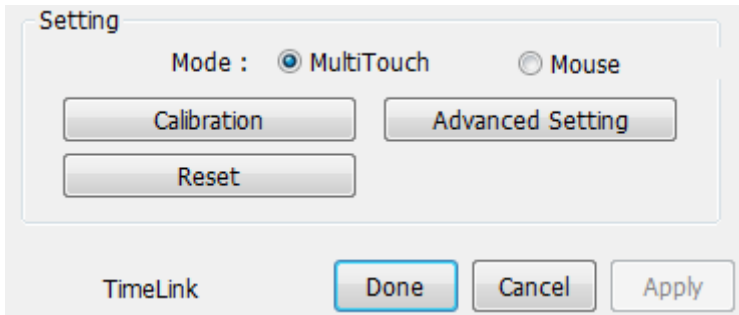 Setting
Mode : MultiTouch Mouse
Calibration Advanced Setting
Reset
TimeLink Done Cancel Apply